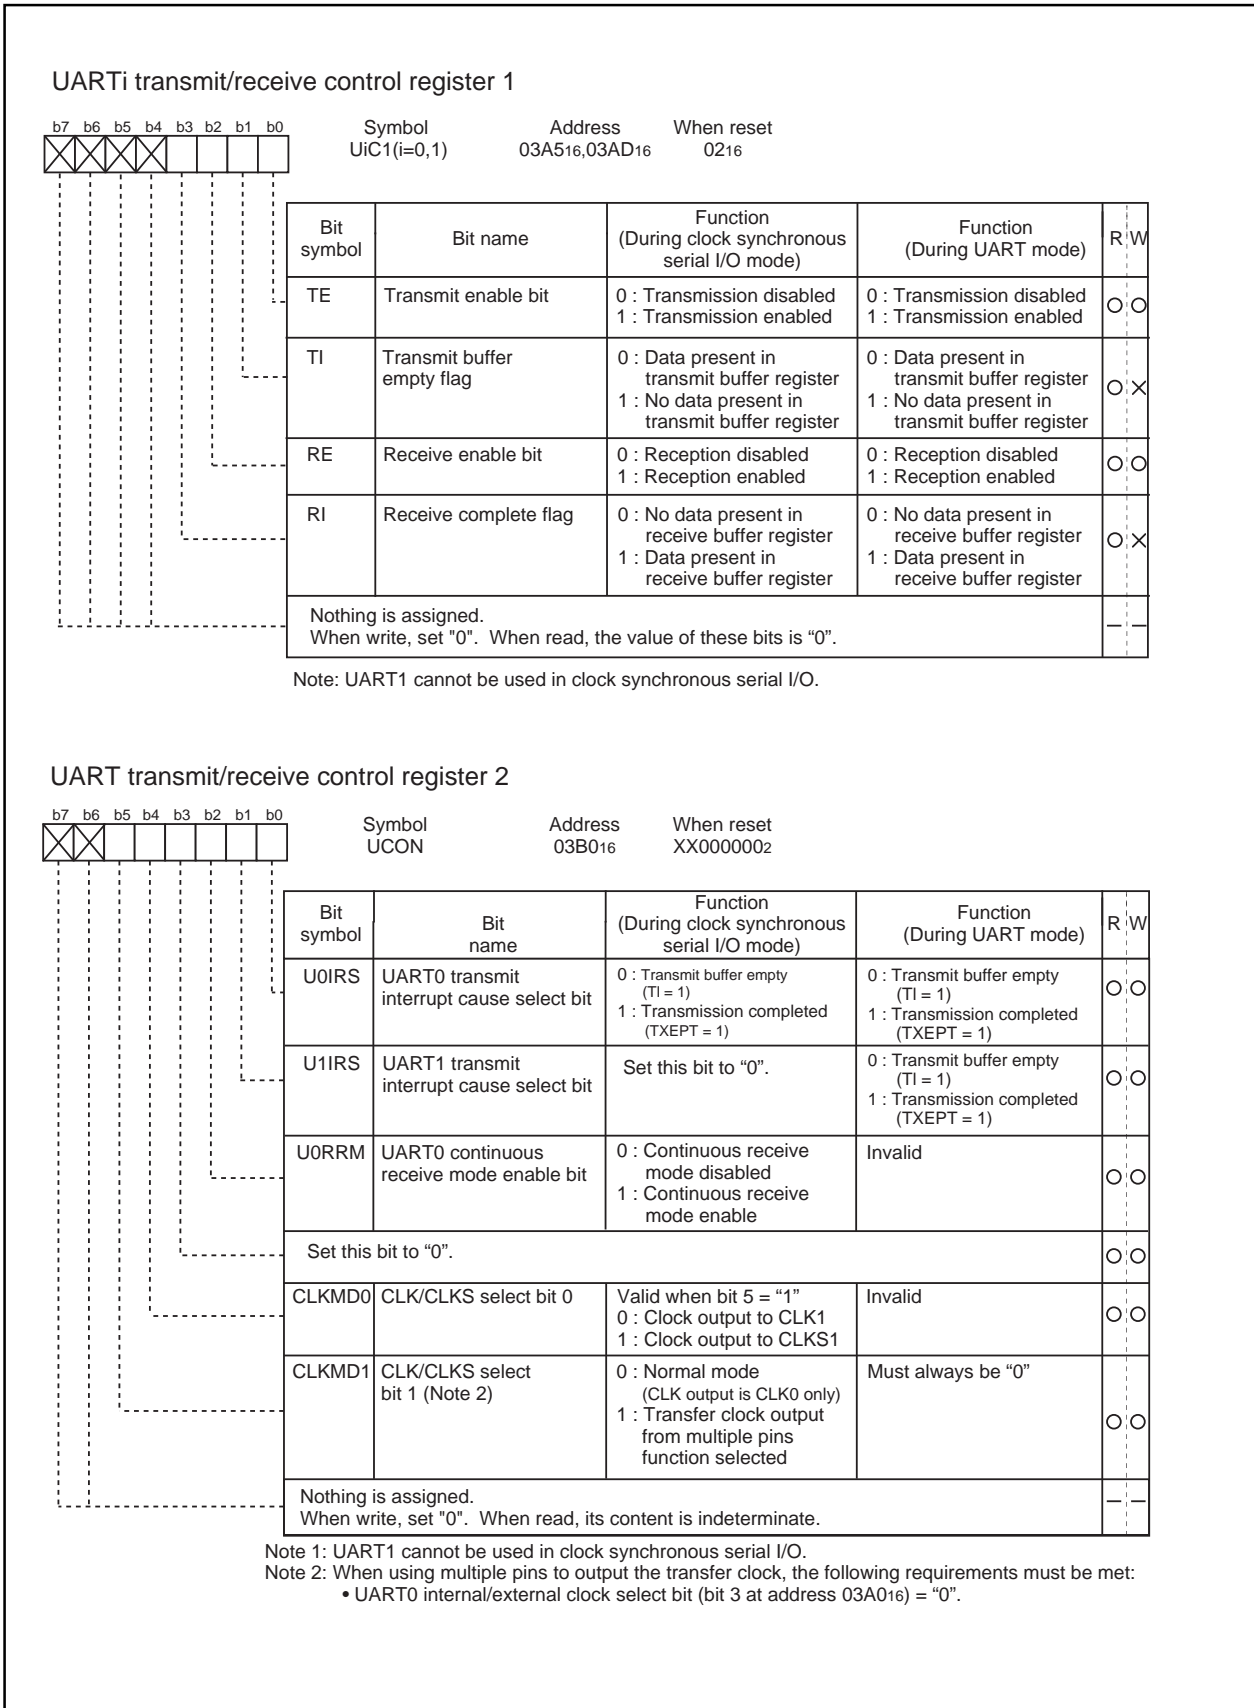 UARTi transmit/receive control register 1
b7 b6 b5 b4 b3 b2 b1 b0
Symbol Address When reset
UiC1(i=0,1) 03A516,03AD16 0216
Bit symbol Bit name Function (During clock synchronous serial I/O mode) Function (During UART mode) R W
TE Transmit enable bit 0 : Transmission disabled 0 : Transmission disabled
1 : Transmission enabled 1 : Transmission enabled
TI Transmit buffer 0 : Data present in 0 : Data present in
empty flag transmit buffer register transmit buffer register
1 : No data present in 1 : No data present in
transmit buffer register transmit buffer register
RE Receive enable bit 0 : Reception disabled 0 : Reception disabled
1 : Reception enabled 1 : Reception enabled
RI Receive complete flag 0 : No data present in 0 : No data present in
receive buffer register receive buffer register
1 : Data present in 1 : Data present in
receive buffer register receive buffer register
Nothing is assigned.
When write, set "0". When read, the value of these bits is “0”.
Note: UART1 cannot be used in clock synchronous serial I/O.
UART transmit/receive control register 2
b7 b6 b5 b4 b3 b2 b1 b0
Symbol Address When reset
UCON 03B016 XX0000002
Bit symbol Bit name Function (During clock synchronous serial I/O mode) Function (During UART mode) R W
U0IRS UART0 transmit 0 : Transmit buffer empty 0 : Transmit buffer empty
interrupt cause select bit (TI = 1) (TI = 1)
1 : Transmission completed 1 : Transmission completed
(TXEPT = 1) (TXEPT = 1)
U1IRS UART1 transmit Set this bit to “0”. 0 : Transmit buffer empty
interrupt cause select bit (TI = 1)
1 : Transmission completed
(TXEPT = 1)
U0RRM UART0 continuous 0 : Continuous receive Invalid
receive mode enable bit mode disabled
1 : Continuous receive
mode enable
Set this bit to “0”.
CLKMD0 CLK/CLKS select bit 0 Valid when bit 5 = “1” Invalid
0 : Clock output to CLK1
1 : Clock output to CLKS1
CLKMD1 CLK/CLKS select 0 : Normal mode Must always be “0”
bit 1 (Note 2) (CLK output is CLK0 only)
1 : Transfer clock output
from multiple pins
function selected
Nothing is assigned.
When write, set "0". When read, its content is indeterminate.
Note 1: UART1 cannot be used in clock synchronous serial I/O.
Note 2: When using multiple pins to output the transfer clock, the following requirements must be met:
• UART0 internal/external clock select bit (bit 3 at address 03A016) = “0”.